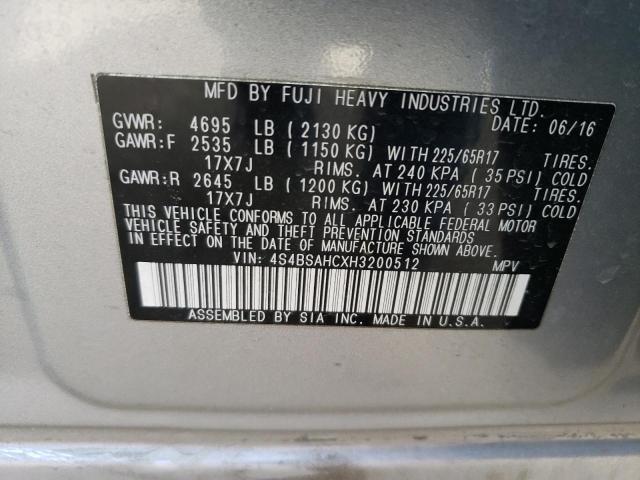 MFD BY FUJI HEAVY INDUSTRIES LTD.
GVWR: 4695 LB (2130 KG) DATE: 06/16
GAWR:F 2535 LB (1150 KG) WITH 225/65R17 TIRES.
17X7J RIMS. AT 240 KPA (35 PSI) COLD
GAWR:R 2645 LB (1200 KG) WITH 225/65R17 TIRES.
17X7J RIMS. AT 230 KPA (33 PSI) COLD
THIS VEHICLE CONFORMS TO ALL APPLICABLE FEDERAL MOTOR
VEHICLE SAFETY AND THEFT PREVENTION STANDARDS
IN EFFECT ON THE DATE OF MANUFACTURE SHOWN ABOVE.
VIN: 4S4BSAHCXH3200512 MPV
ASSEMBLED BY SIA INC. MADE IN U.S.A.